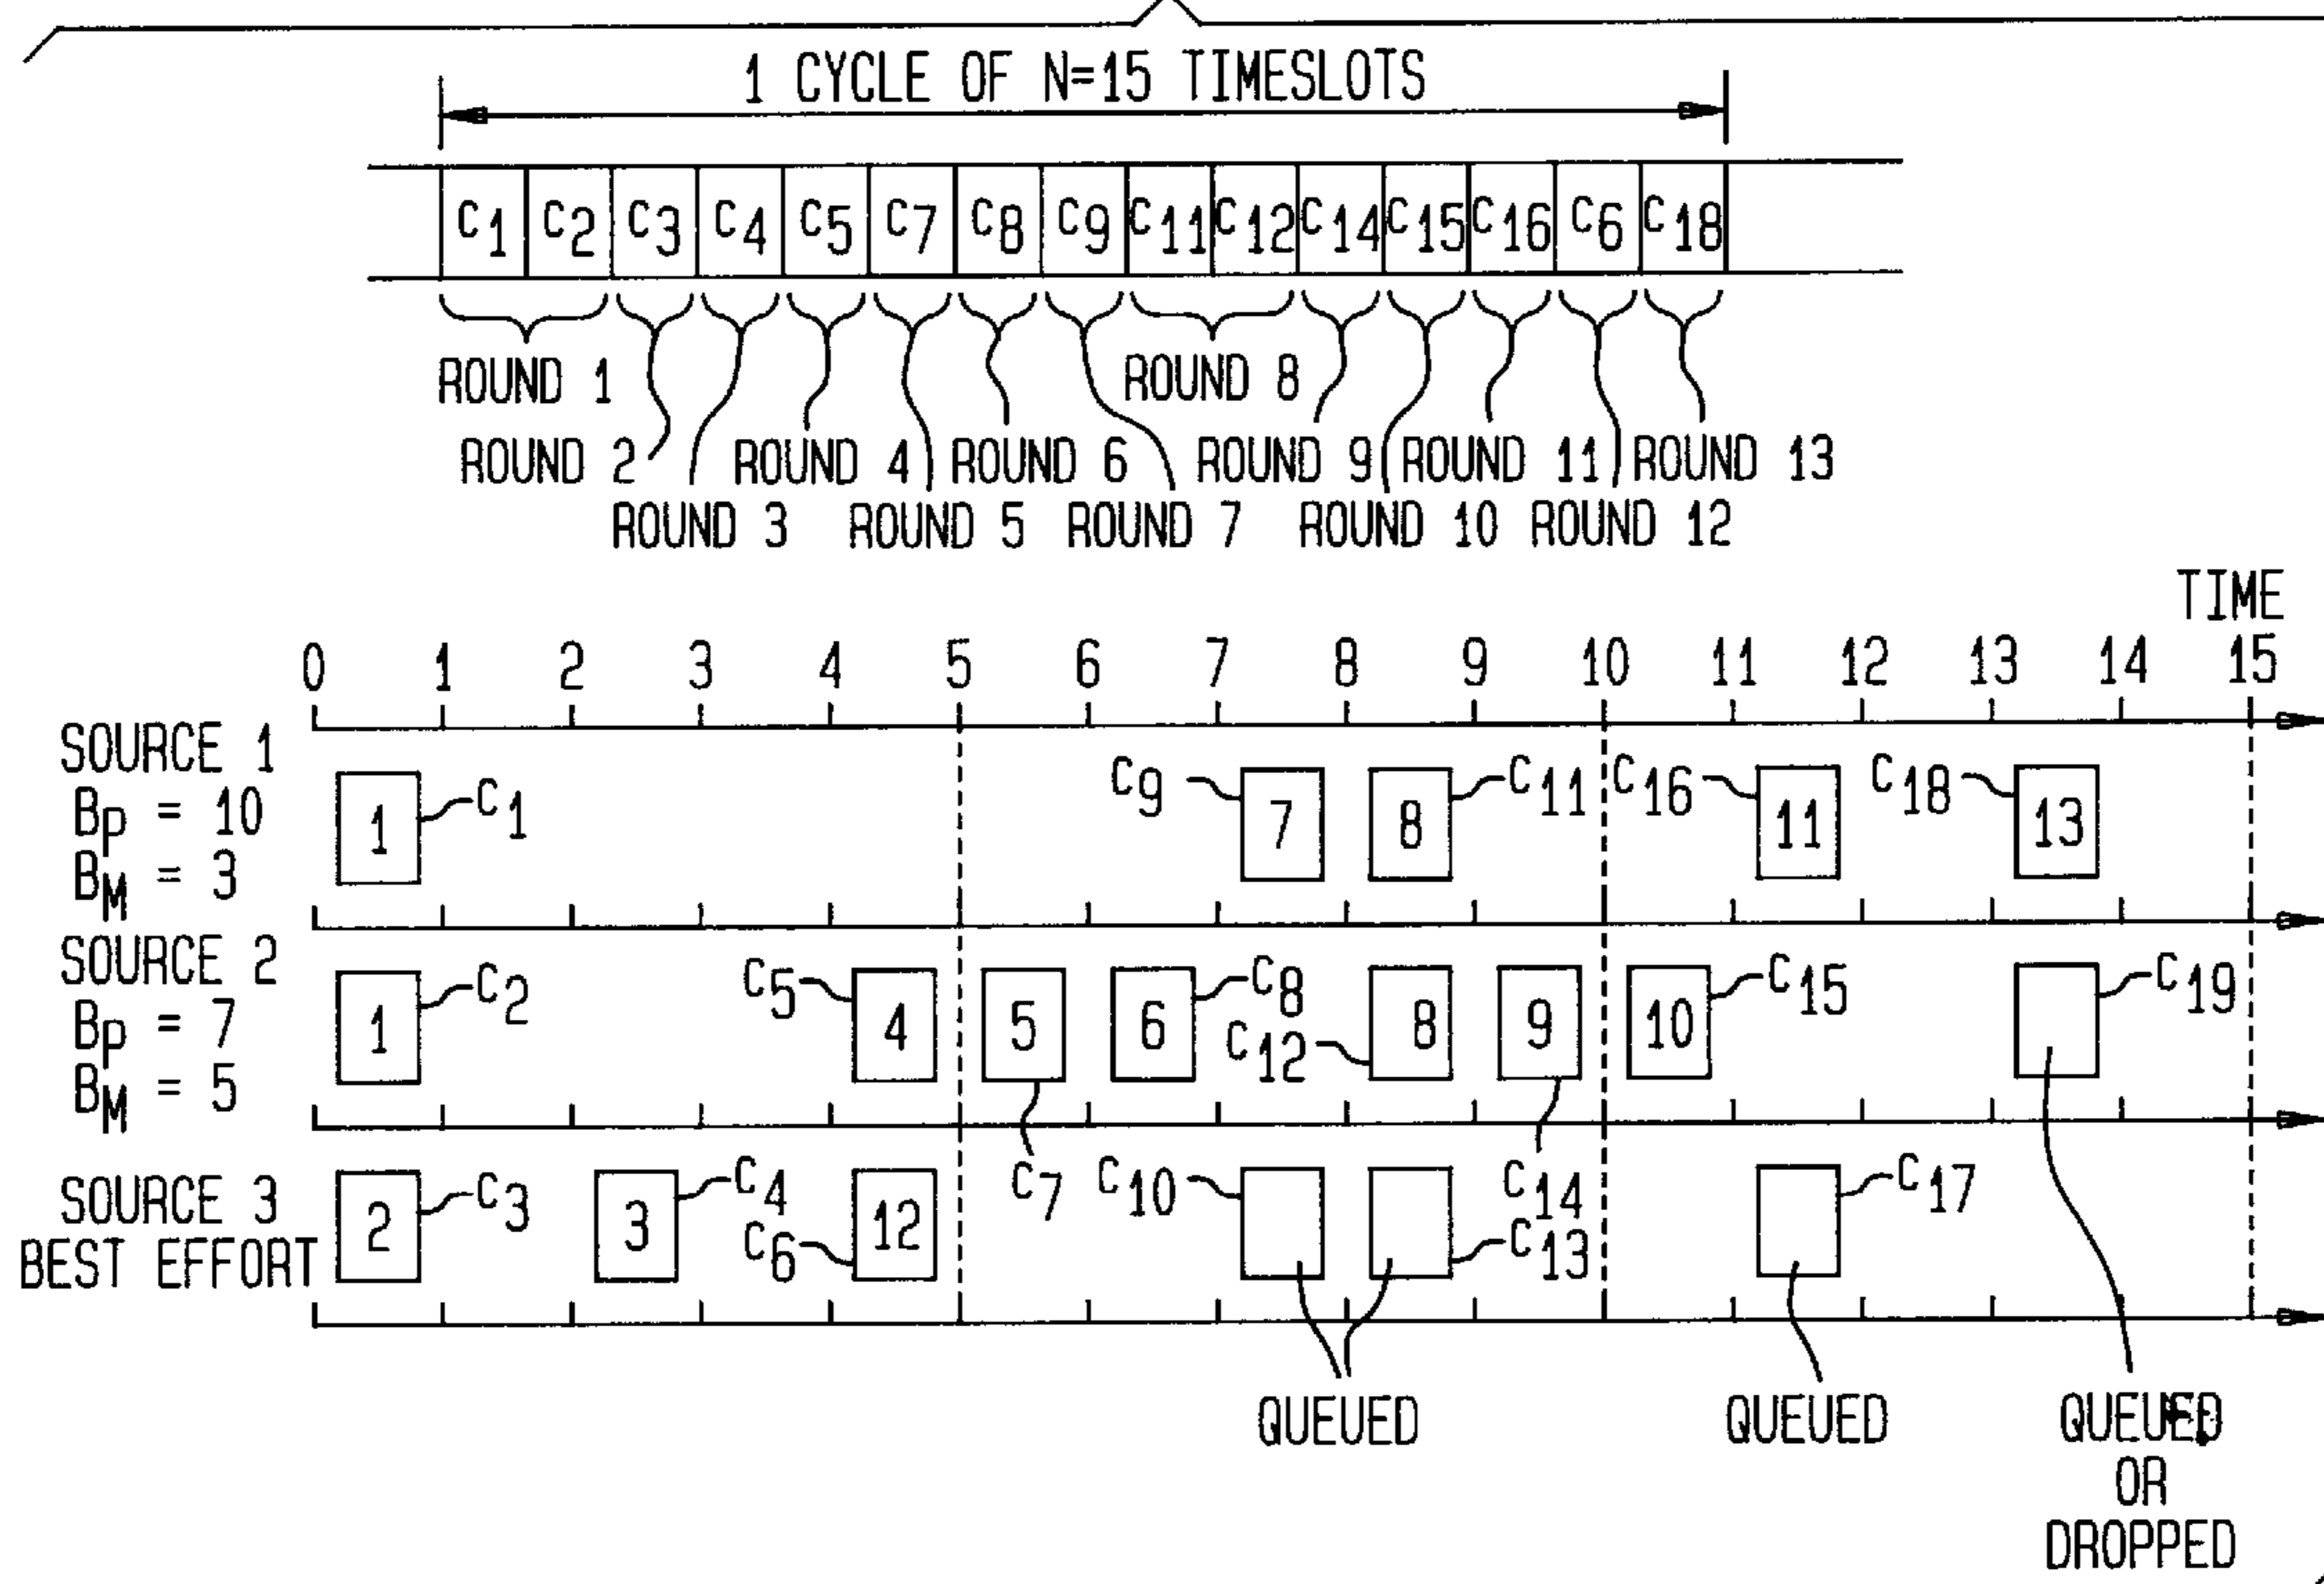 1 CYCLE OF N=15 TIMESLOTS
C1 C2 C3 C4 C5 C7 C8 C9 C11 C12 C14 C15 C16 C6 C18
ROUND 1 ROUND 8
ROUND 2 ROUND 4 ROUND 6 ROUND 9 ROUND 11 ROUND 13
ROUND 3 ROUND 5 ROUND 7 ROUND 10 ROUND 12
TIME
0 1 2 3 4 5 6 7 8 9 10 11 12 13 14 15
SOURCE 1
BP = 10
BM = 3
1 C1 C9 7 8 C11 C16 11 C18 13
SOURCE 2
BP = 7
BM = 5
1 C2 C5 4 5 C7 6 C8 C12 8 9 C14 10 C15 C19
SOURCE 3
BEST EFFORT
2 C3 3 C4 C6 12 C10 C13 C17
QUEUED QUEUED QUEUED
OR
DROPPED